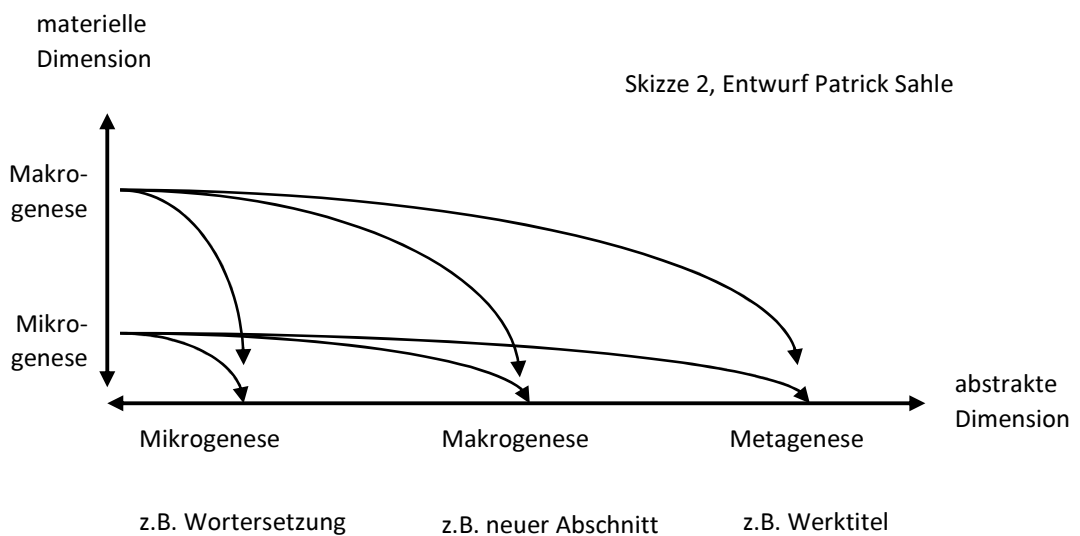 materielle
Dimension
Skizze 2, Entwurf Patrick Sahle
Makro-
genese
Mikro-
genese
abstrakte
Dimension
Mikrogenese
Makrogenese
Metagenese
z.B. Wortersetzung
z.B. neuer Abschnitt
z.B. Werktitel